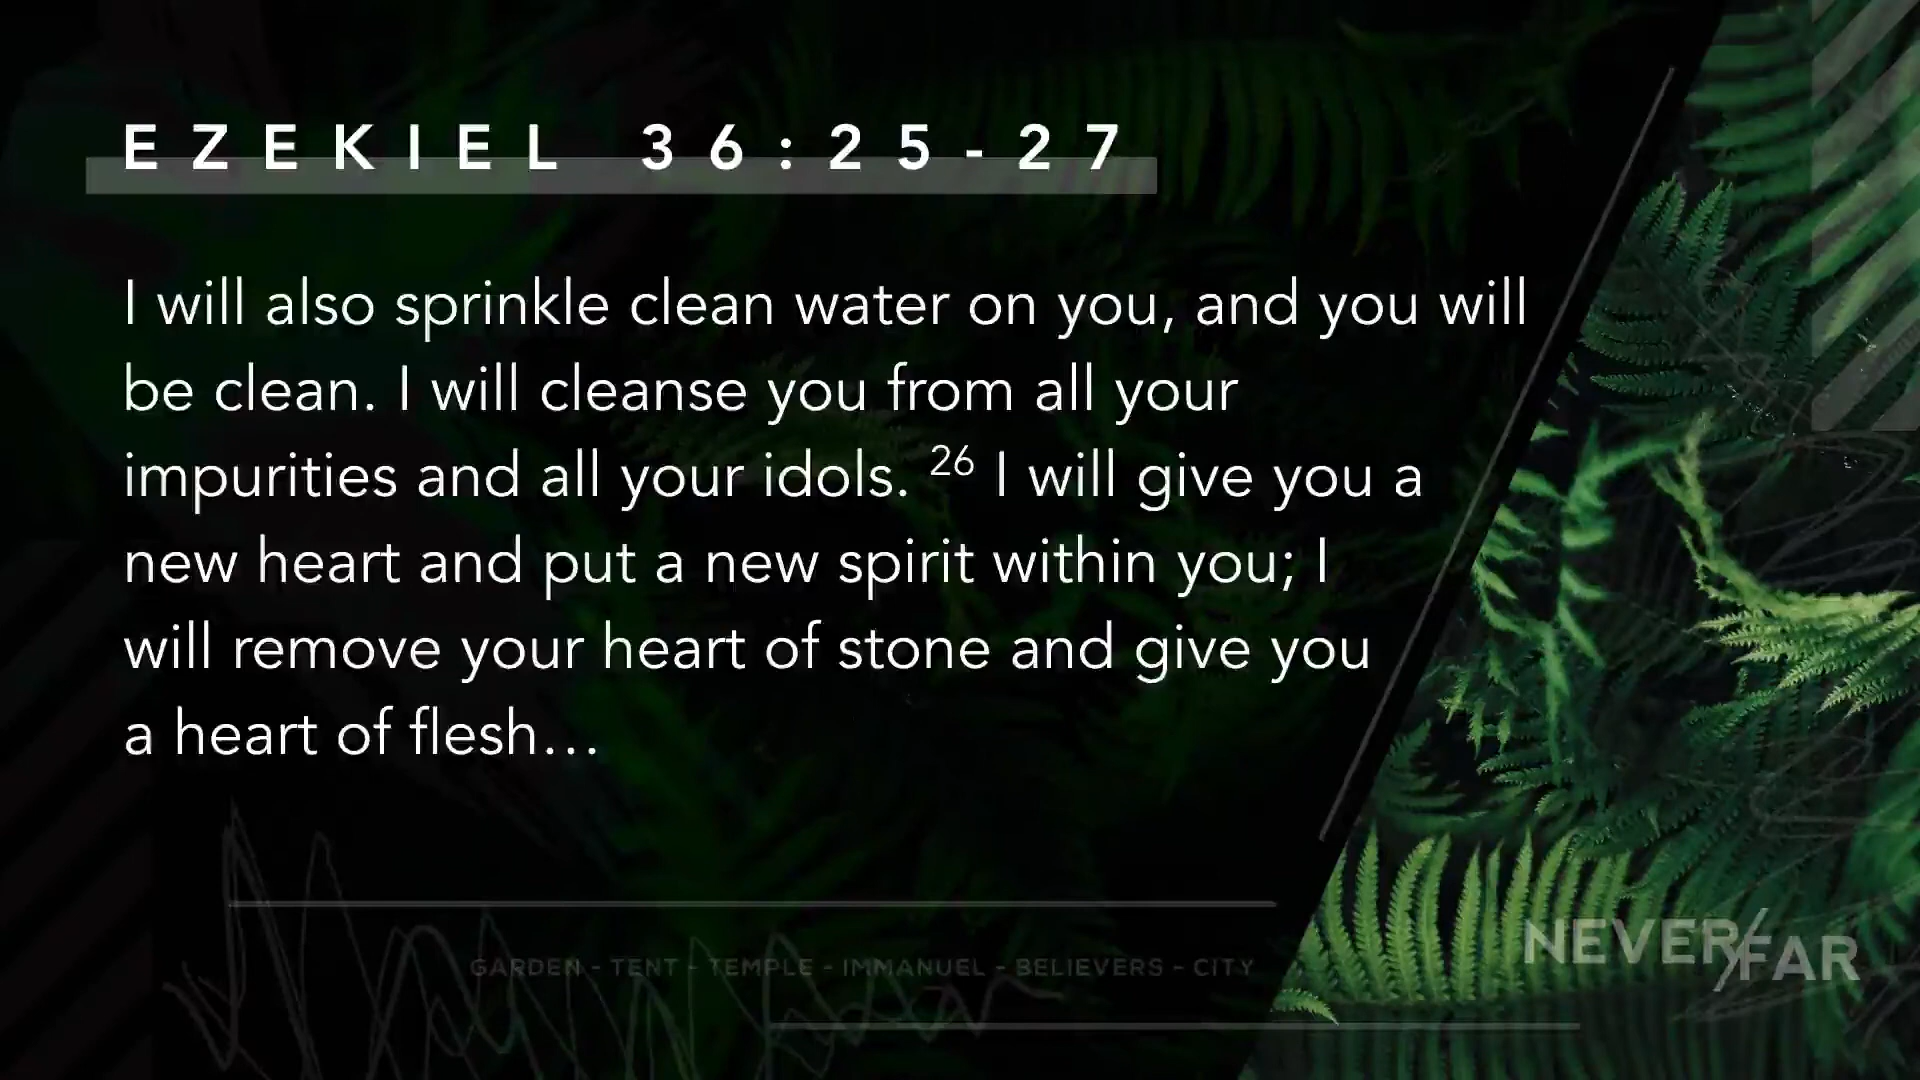 EZEKIEL 36:25-27
I will also sprinkle clean water on you, and you will
be clean. I will cleanse you from all your
impurities and all your idols. 26 I will give you a
new heart and put a new spirit within you; I
will remove your heart of stone and give you
a heart of flesh…
GARDEN - TENT - TEMPLE - IMMANUEL - BELIEVERS - CITY
NEVER/FAR